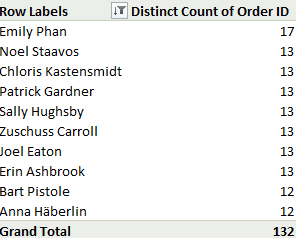 Row Labels Distinct Count of Order ID
Emily Phan 17
Noel Staavos 13
Chloris Kastensmidt 13
Patrick Gardner 13
Sally Hughsby 13
Zuschuss Carroll 13
Joel Eaton 13
Erin Ashbrook 13
Bart Pistole 12
Anna Häberlin 12
Grand Total 132